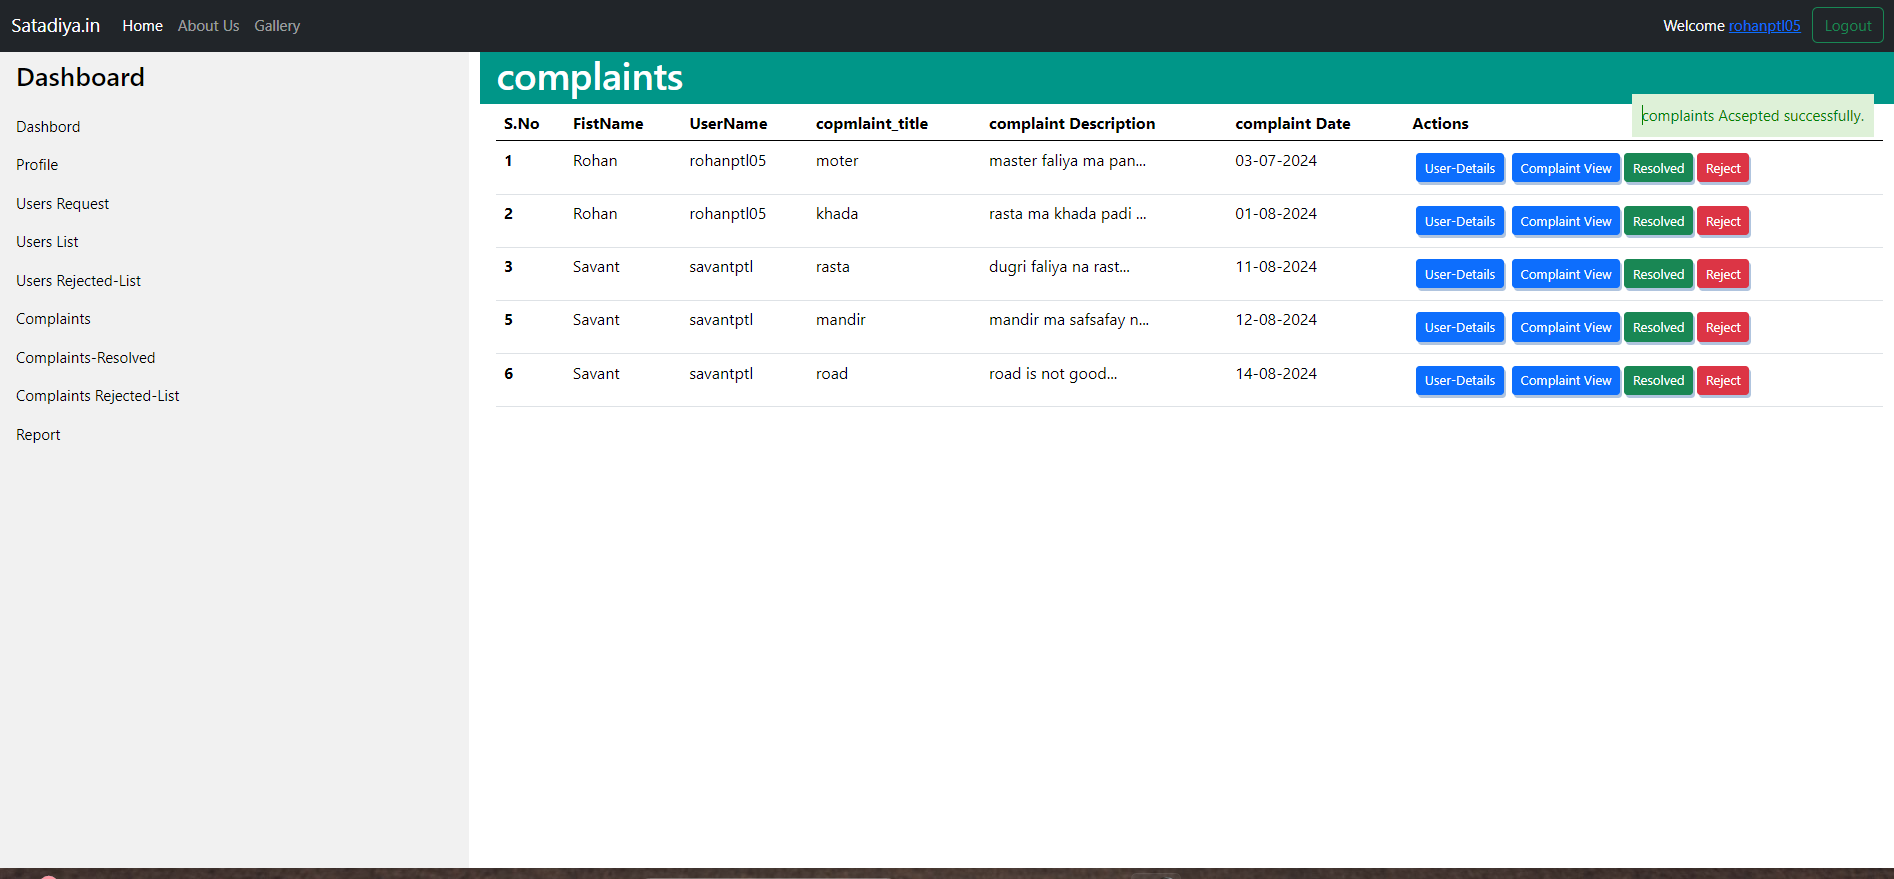 Satadiya.in Home About Us Gallery Welcome rohanptl05 Logout
Dashboard
Dashbord
Profile
Users Request
Users List
Users Rejected-List
Complaints
Complaints-Resolved
Complaints Rejected-List
Report
complaints
complaints Acsepted successfully.
S.No FistName UserName copmlaint_title complaint Description complaint Date Actions
1 Rohan rohanptl05 moter master faliya ma pan... 03-07-2024 User-Details Complaint View Resolved Reject
2 Rohan rohanptl05 khada rasta ma khada padi ... 01-08-2024 User-Details Complaint View Resolved Reject
3 Savant savantptl rasta dugri faliya na rast... 11-08-2024 User-Details Complaint View Resolved Reject
5 Savant savantptl mandir mandir ma safsafay n... 12-08-2024 User-Details Complaint View Resolved Reject
6 Savant savantptl road road is not good... 14-08-2024 User-Details Complaint View Resolved Reject